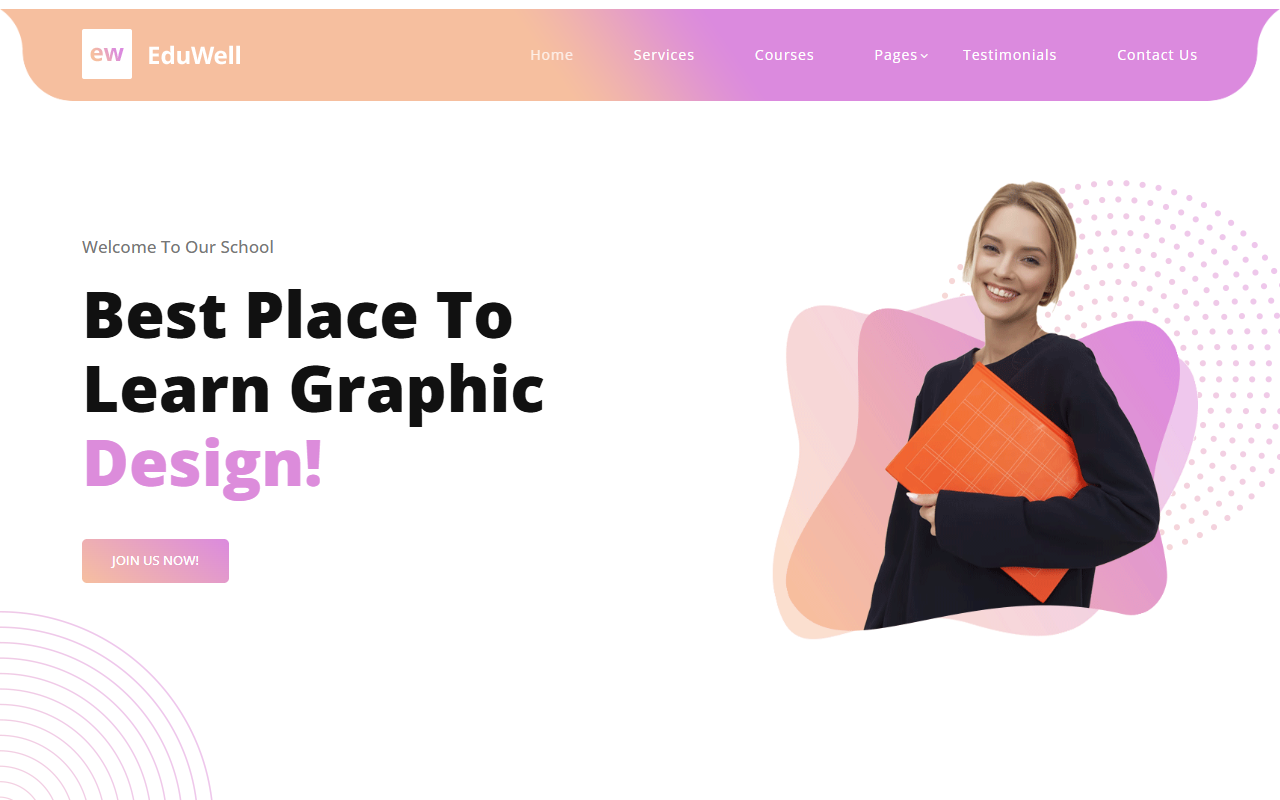 ew EduWell Home Services Courses Pages Testimonials Contact Us
Welcome To Our School
Best Place To
Learn Graphic
Design!
JOIN US NOW!